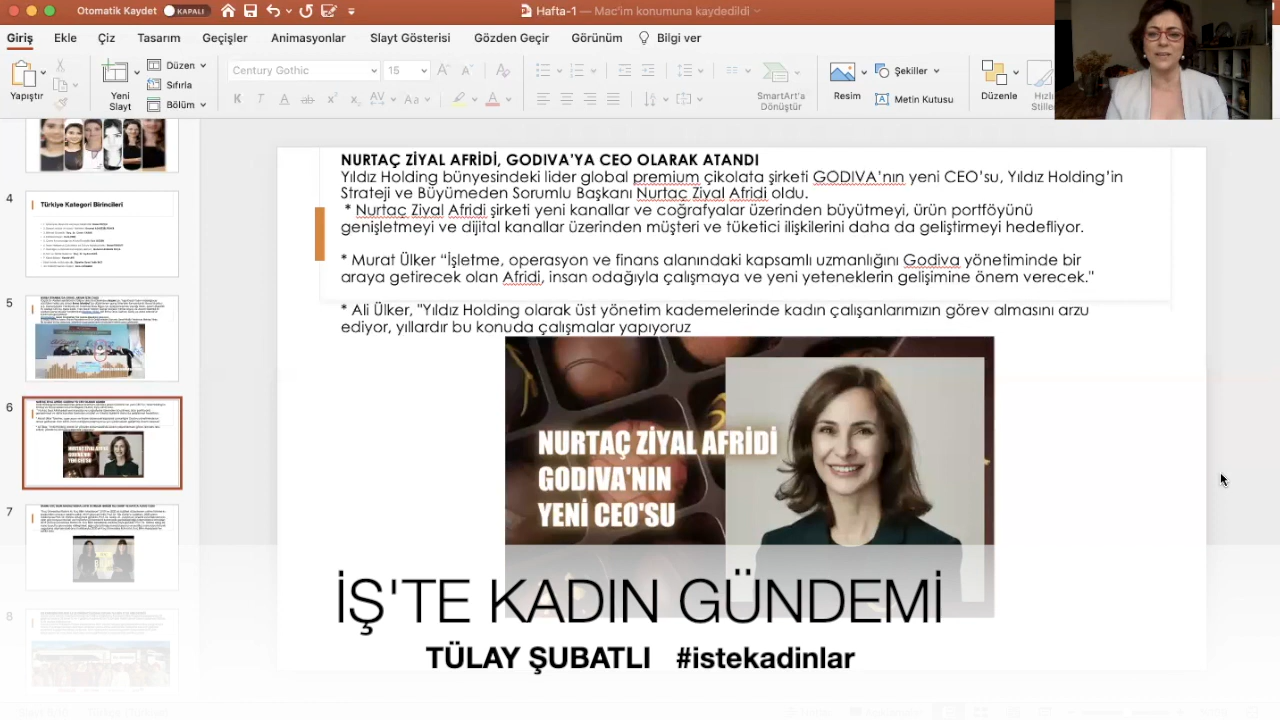 Otomatik Kaydet KAPALI
Hafta-1 — Mac'im konumuna kaydedildi
Giriş Ekle Çiz Tasarım Geçişler Animasyonlar Slayt Gösterisi Gözden Geçir Görünüm Bilgi ver
Yapıştır
Yeni Slayt
Düzen
Sıfırla
Bölüm
Century Gothic 15
SmartArt'a Dönüştür
Resim
Şekiller
Metin Kutusu
Düzenle
Hızlı
Stiller
4
Türkiye Kategori Birincileri
5
6
7
8
NURTAÇ ZİYAL AFRİDİ, GODIVA'YA CEO OLARAK ATANDI
Yıldız Holding bünyesindeki lider global premium çikolata şirketi GODIVA'nın yeni CEO'su, Yıldız Holding'in
Strateji ve Büyümeden Sorumlu Başkanı Nurtaç Ziyal Afridi oldu.
* Nurtaç Ziyal Afridi şirketi yeni kanallar ve coğrafyalar üzerinden büyütmeyi, ürün portföyünü
genişletmeyi ve dijital kanallar üzerinden müşteri ve tüketici ilişkilerini daha da geliştirmeyi hedefliyor.
* Murat Ülker "İşletme, operasyon ve finans alanındaki kapsamlı uzmanlığını Godiva yönetiminde bir
araya getirecek olan Afridi, insan odağıyla çalışmaya ve yeni yeteneklerin gelişimine önem verecek."
* Ali Ülker, "Yıldız Holding olarak üst yönetim kademelerinde kadın çalışanlarımızın görev almasını arzu
ediyor, yıllardır bu konuda çalışmalar yapıyoruz
NURTAÇ ZİYAL AFRİDİ
GODIVA'NIN
YENİ CEO'SU
İŞ'TE KADIN GÜNDEMİ
TÜLAY ŞUBATLI #istekadinlar